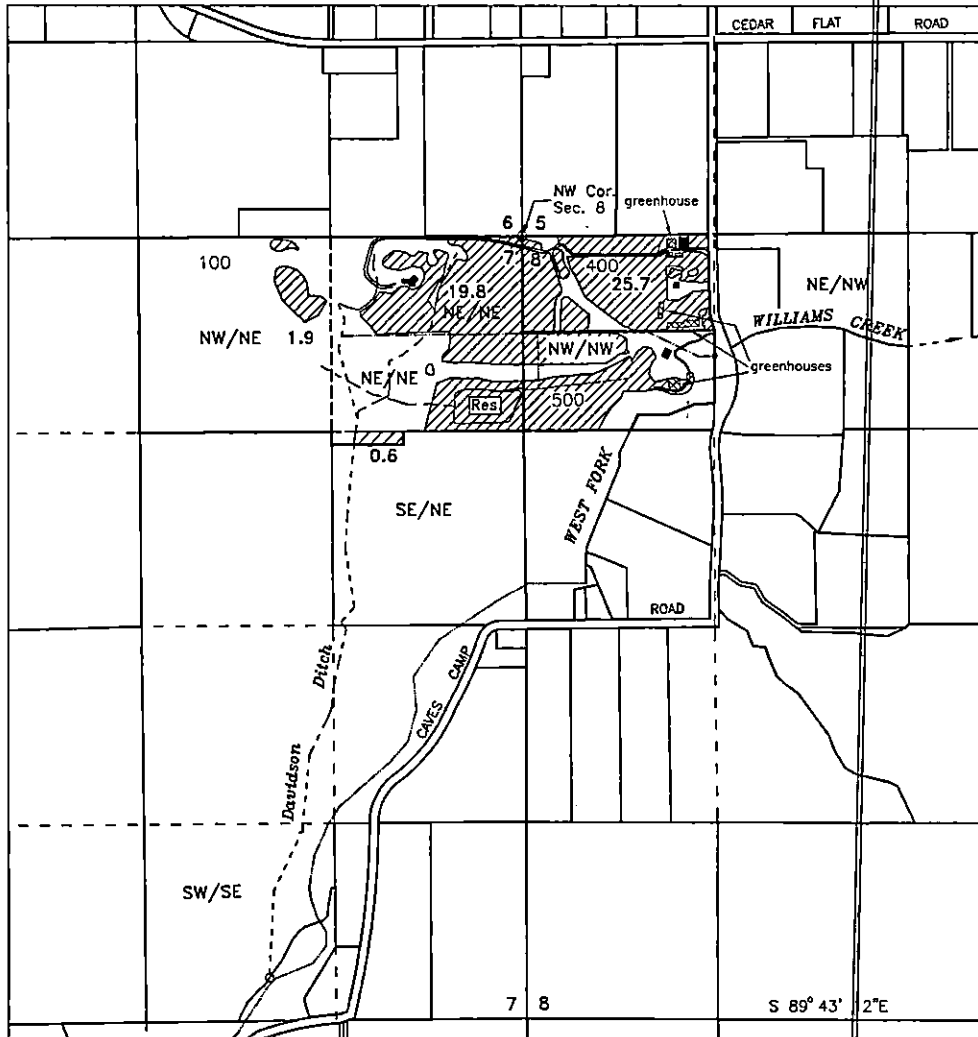 CEDAR FLAT ROAD
NW Cor.
Sec. 8
greenhouse
6 5
7 8
100
400
19.8
25.7
NE/NE
NE/NW
NW/NE
1.9
WILLIAMS CREEK
NW/NW
NE/NE
greenhouses
Res
500
0.6
WEST FORK
SE/NE
ROAD
CAMP
CAVES
Ditch
Davidson
SW/SE
7 8
S 89° 43' 12"E